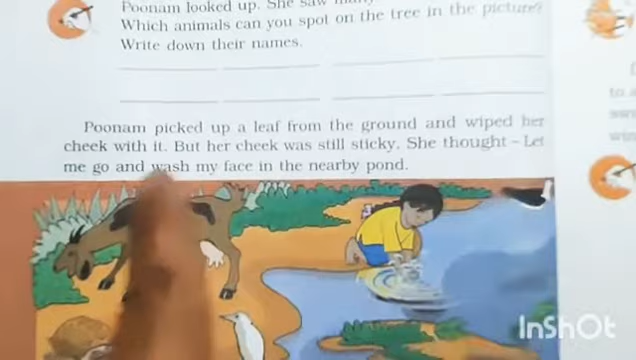 Poonam looked up. She saw many
Which animals can you spot on the tree in the picture?
Write down their names.
Poonam picked up a leaf from the ground and wiped her
cheek with it. But her cheek was still sticky. She thought – Let
me go and wash my face in the nearby pond.
to a
InShOt